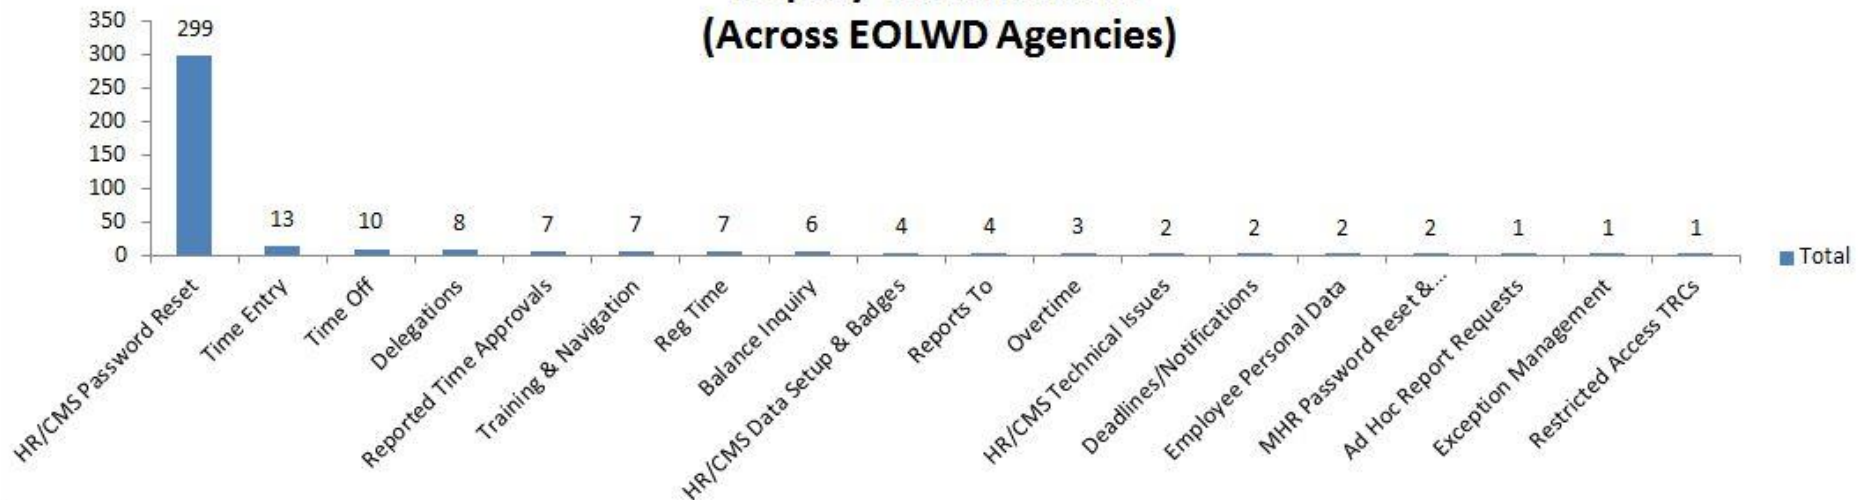 (Across EOLWD Agencies)
350
300
250
200
150
100
50
0
299
13
10
8
7
7
7
6
4
4
3
2
2
2
2
1
1
1
HR/CMS Password Reset
Time Entry
Time Off
Delegations
Reported Time Approvals
Training & Navigation
Reg Time
Balance Inquiry
HR/CMS Data Setup & Badges
Reports To
Overtime
HR/CMS Technical Issues
Deadlines/Notifications
Employee Personal Data
MHR Password Reset &...
Ad Hoc Report Requests
Exception Management
Restricted Access TRCs
Total